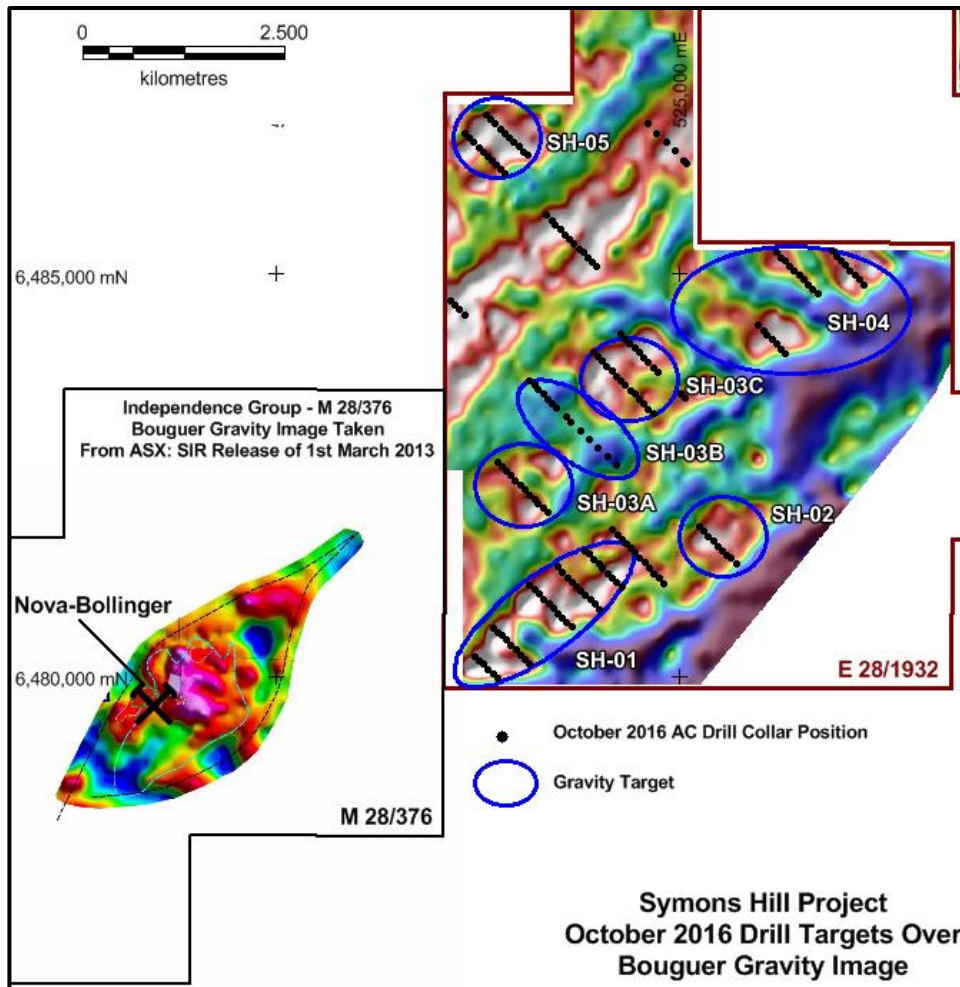 0 2.500
kilometres
525,000 mE
SH-05
6,485,000 mN
SH-04
SH-03C
Independence Group - M 28/376
Bouguer Gravity Image Taken
From ASX: SIR Release of 1st March 2013
SH-03B
SH-03A
SH-02
Nova-Bollinger
SH-01
6,480,000 mN
E 28/1932
October 2016 AC Drill Collar Position
Gravity Target
M 28/376
Symons Hill Project
October 2016 Drill Targets Over
Bouguer Gravity Image